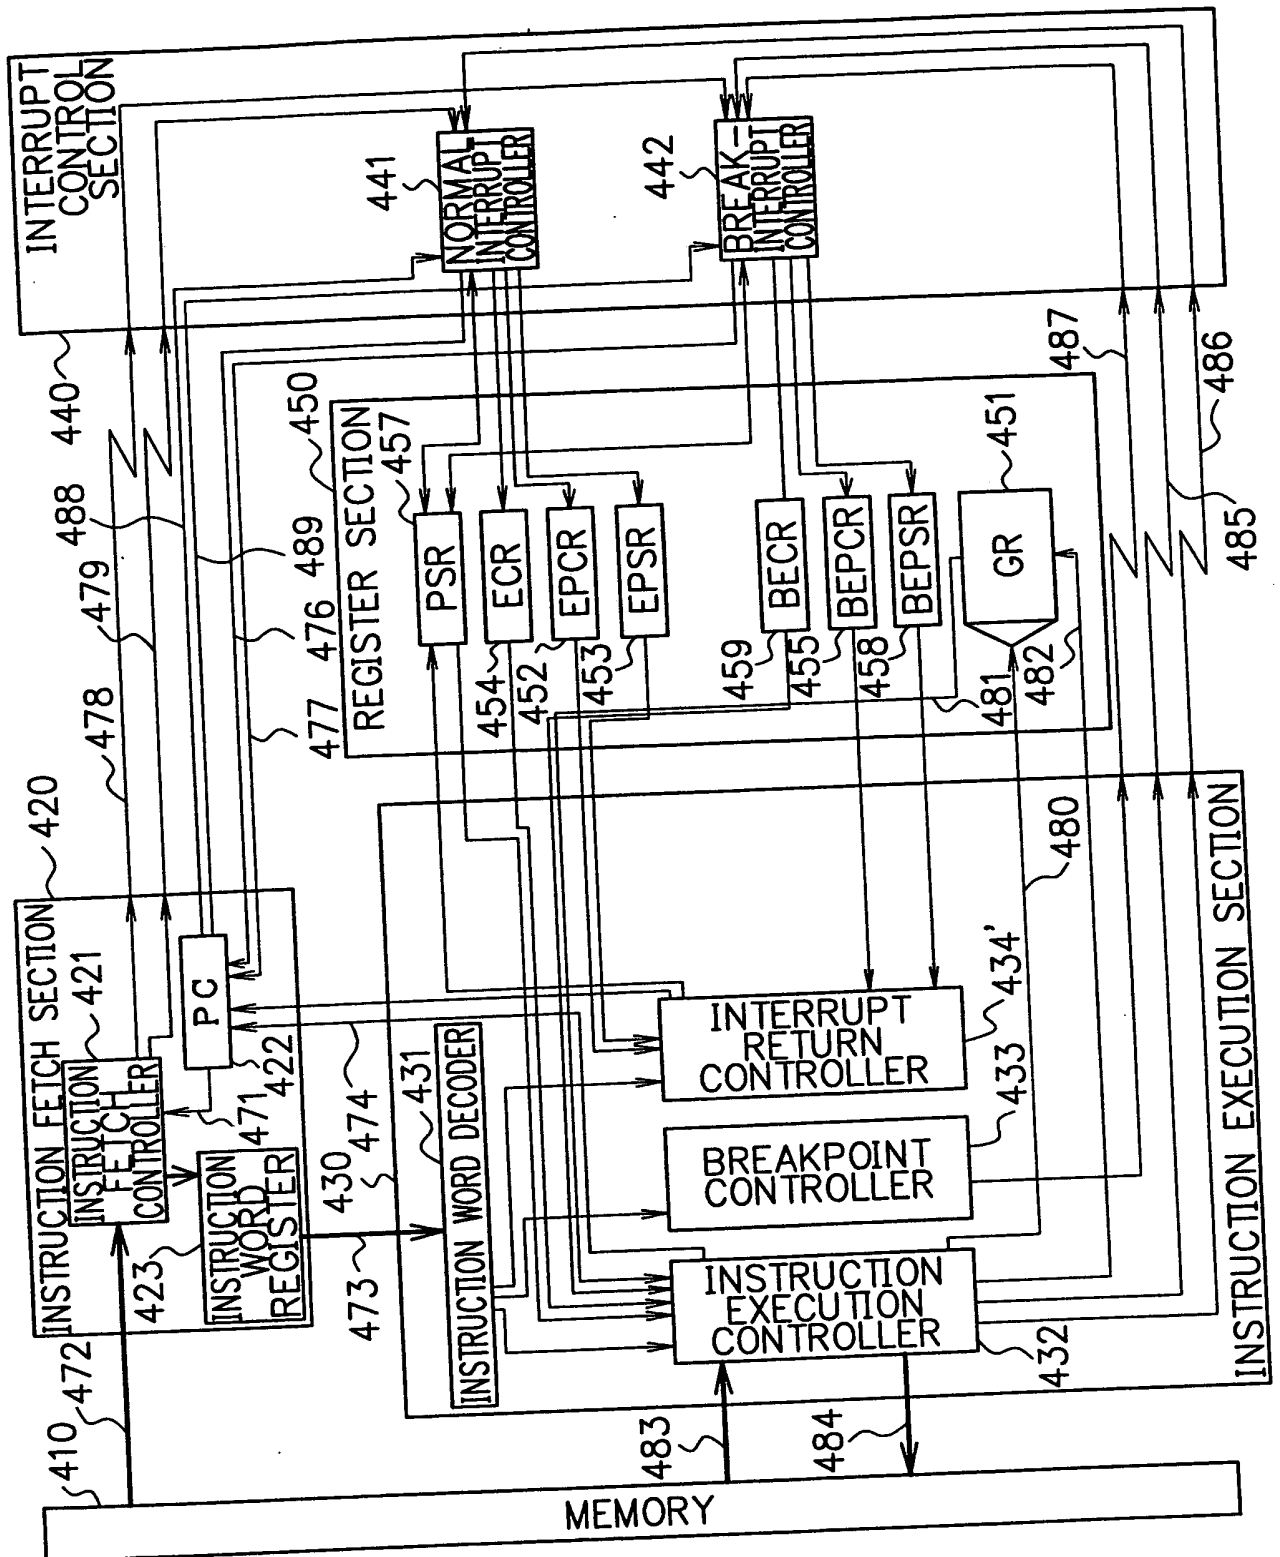 INTERRUPT
CONTROL
SECTION
440
441
NORMAL
INTERRUPT
CONTROLLER
442
BREAK-
INTERRUPT
CONTROLLER
478
479
488
489
476
477
487
486
485
450
REGISTER SECTION
457
PSR
454
ECR
452
EPCR
453
EPSR
459
BECR
455
BEPCR
458
BEPSR
451
GR
481
482
480
420
INSTRUCTION FETCH SECTION
421
INSTRUCTION
FETCH
CONTROLLER
PC
422
471
423
INSTRUCTION
WORD
REGISTER
474
430
473
431
INSTRUCTION WORD DECODER
INTERRUPT
RETURN
CONTROLLER
434'
BREAKPOINT
CONTROLLER
433
INSTRUCTION
EXECUTION
CONTROLLER
432
INSTRUCTION EXECUTION SECTION
410
472
483
484
MEMORY